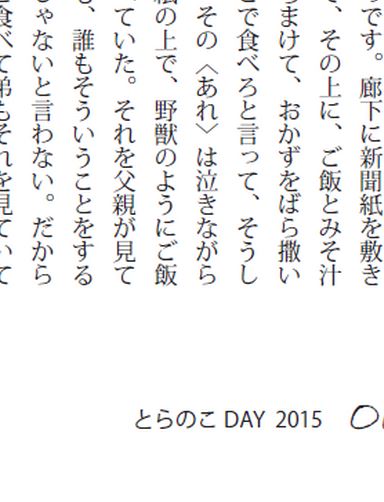 です。廊下に新聞紙を敷き
、その上に、ご飯とみそ汁
まけて、おかずをばら撒い
で食べろと言って、そうし
その〈あれ〉は泣きながら
の上で、野獣のようにご飯
ていた。それを父親が見て
、誰もそういうことをする
ゃないと言わない。だから
食べて弟もそれを見ていて
とらのこ DAY 2015